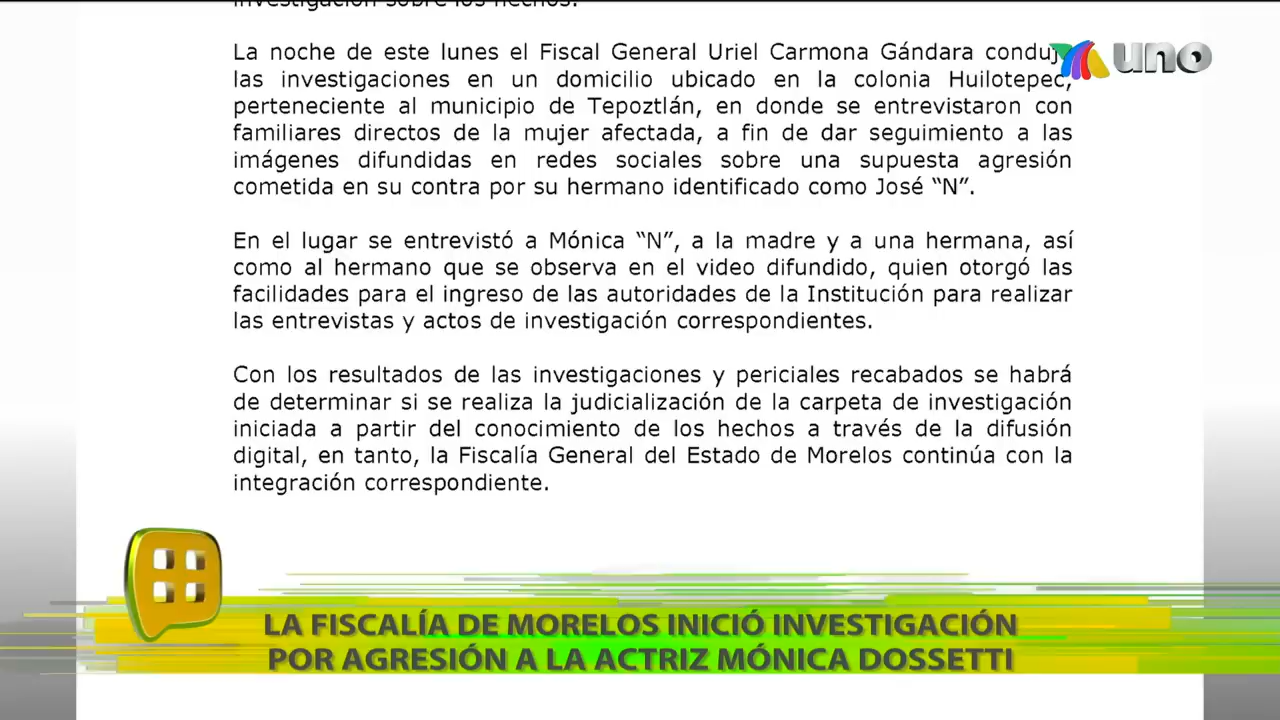 investigación sobre los hechos.
La noche de este lunes el Fiscal General Uriel Carmona Gándara condujo
las investigaciones en un domicilio ubicado en la colonia Huilotepec,
perteneciente al municipio de Tepoztlán, en donde se entrevistaron con
familiares directos de la mujer afectada, a fin de dar seguimiento a las
imágenes difundidas en redes sociales sobre una supuesta agresión
cometida en su contra por su hermano identificado como José “N”.
En el lugar se entrevistó a Mónica “N”, a la madre y a una hermana, así
como al hermano que se observa en el video difundido, quien otorgó las
facilidades para el ingreso de las autoridades de la Institución para realizar
las entrevistas y actos de investigación correspondientes.
Con los resultados de las investigaciones y periciales recabados se habrá
de determinar si se realiza la judicialización de la carpeta de investigación
iniciada a partir del conocimiento de los hechos a través de la difusión
digital, en tanto, la Fiscalía General del Estado de Morelos continúa con la
integración correspondiente.
uno
LA FISCALÍA DE MORELOS INICIÓ INVESTIGACIÓN
POR AGRESIÓN A LA ACTRIZ MÓNICA DOSSETTI